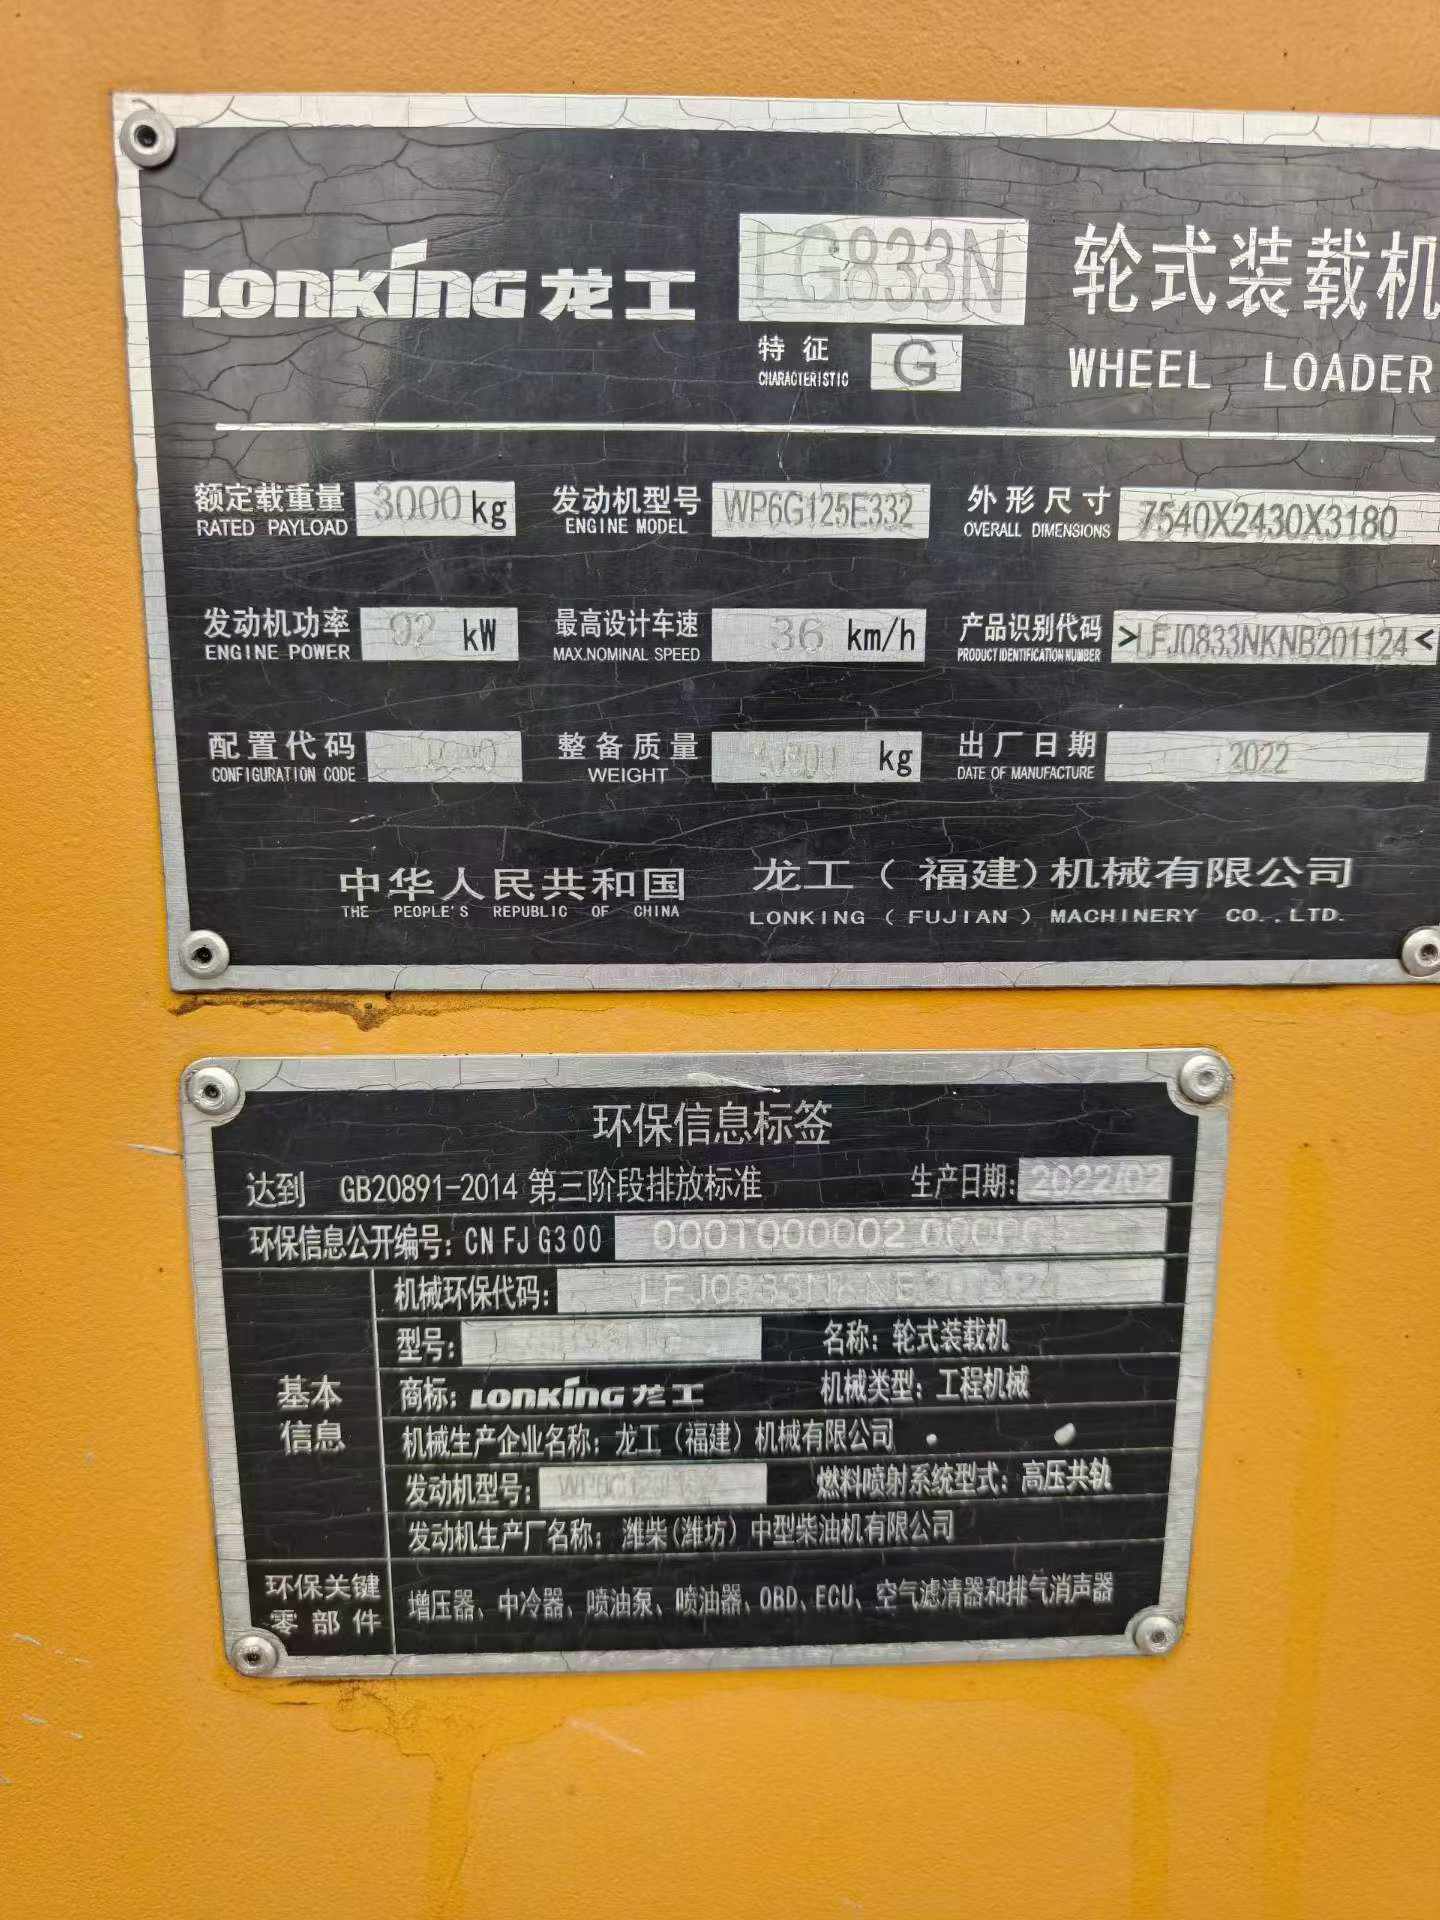 LONKING 龙工 LG833N 轮式装载机
特征 G WHEEL LOADER
CHARACTERISTIC
额定载重量 3000 kg 发动机型号 WP6G125E332 外形尺寸 7540X2430X3180
RATED PAYLOAD ENGINE MODEL OVERALL DIMENSIONS
发动机功率 92 kW 最高设计车速 36 km/h 产品识别代码 >LFJ0833NKNB201124<
ENGINE POWER MAX.NOMINAL SPEED PRODUCT IDENTIFICATION NUMBER
配置代码 整备质量 kg 出厂日期 2022
CONFIGURATION CODE WEIGHT DATE OF MANUFACTURE
中华人民共和国 龙工（福建）机械有限公司
THE PEOPLE'S REPUBLIC OF CHINA LONKING ( FUJIAN ) MACHINERY CO.,LTD.
环保信息标签
达到 GB20891-2014 第三阶段排放标准 生产日期: 2022/02
环保信息公开编号: CN FJ G300
机械环保代码:
型号: 名称: 轮式装载机
基本信息 商标: LONKING 龙工 机械类型: 工程机械
机械生产企业名称: 龙工（福建）机械有限公司
发动机型号: 燃料喷射系统型式: 高压共轨
发动机生产厂名称: 潍柴(潍坊)中型柴油机有限公司
环保关键零部件 增压器、中冷器、喷油泵、喷油器、OBD、ECU、空气滤清器和排气消声器